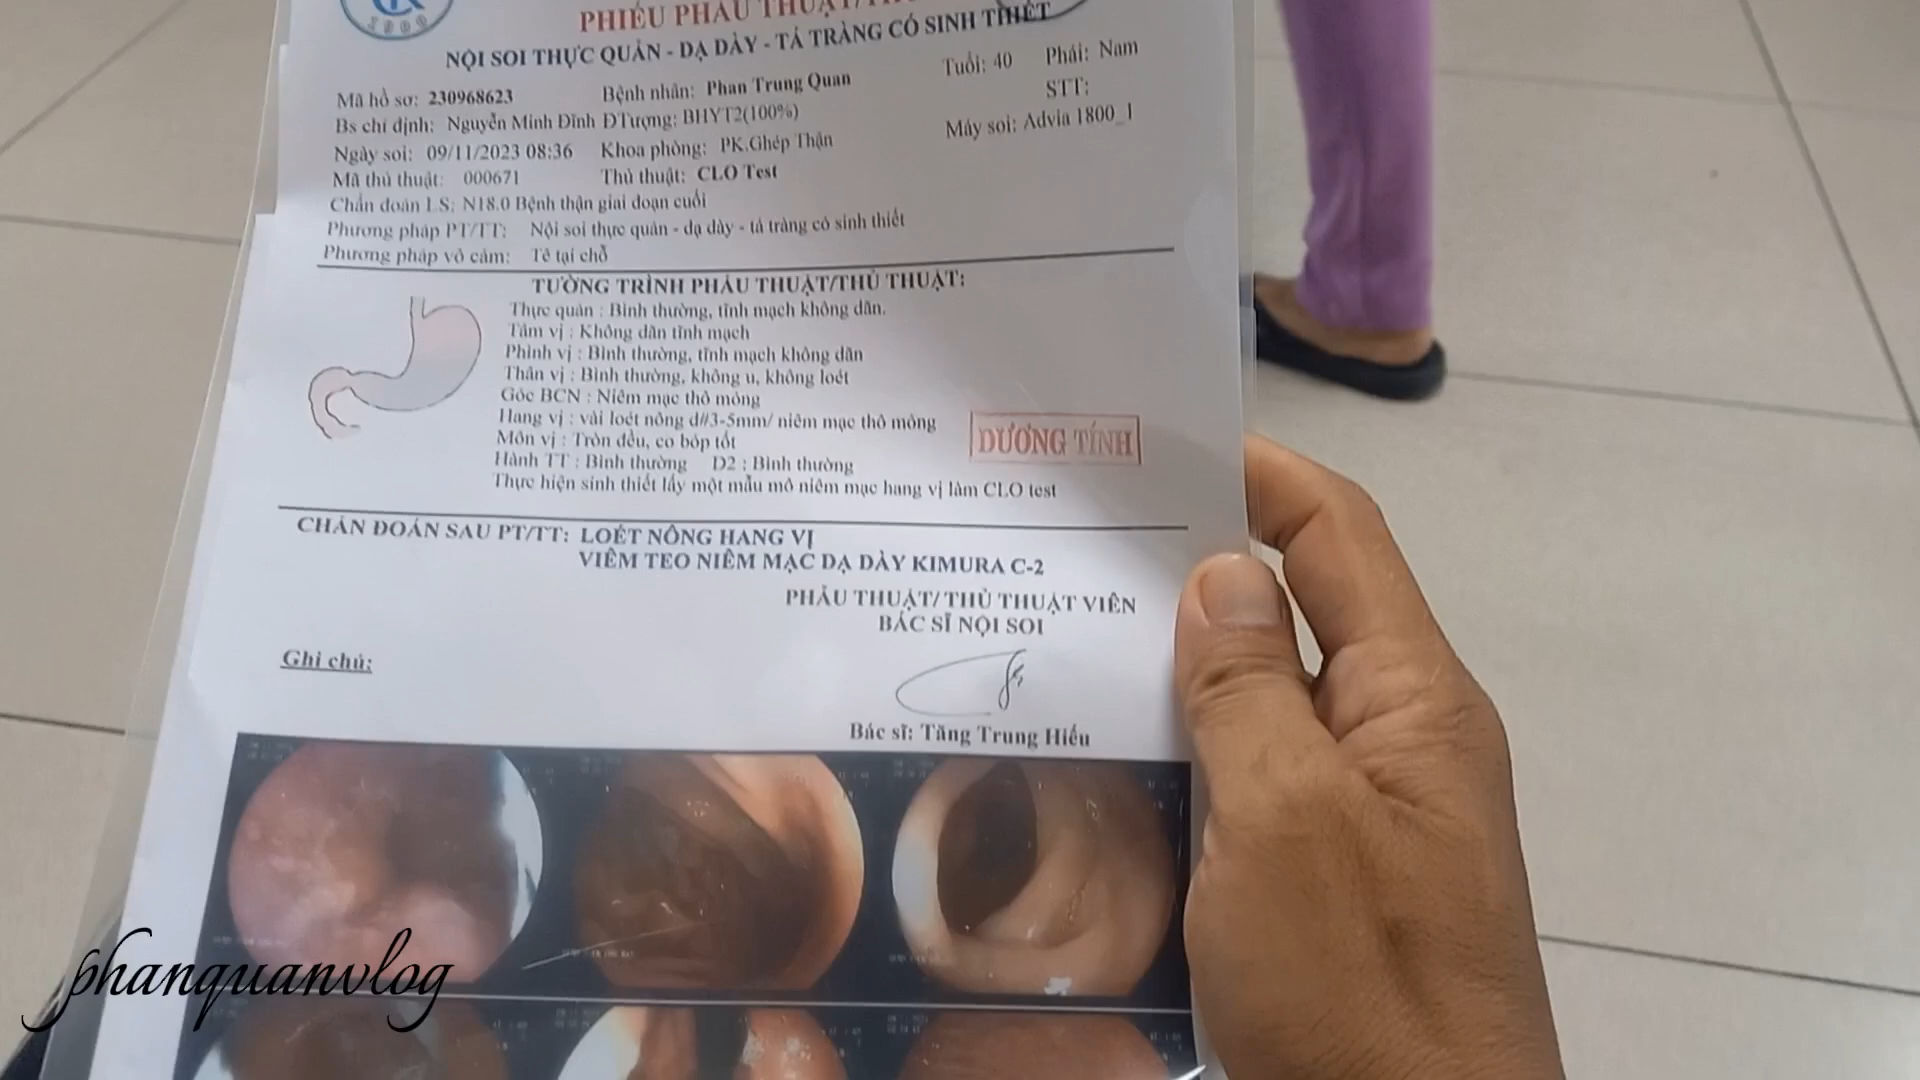 1900
PHIẾU PHẪU THUẬT/
NỘI SOI THỰC QUẢN - DẠ DÀY - TÁ TRÀNG CÓ SINH THIẾT
Mã hồ sơ: 230968623 Bệnh nhân: Phan Trung Quan Tuổi: 40 Phái: Nam
Bs chỉ định: Nguyễn Minh Đĩnh ĐTượng: BHYT2(100%) STT:
Ngày soi: 09/11/2023 08:36 Khoa phòng: PK.Ghép Thận Máy soi: Advia 1800_1
Mã thủ thuật: 000671 Thủ thuật: CLO Test
Chẩn đoán LS: N18.0 Bệnh thận giai đoạn cuối
Phương pháp PT/TT: Nội soi thực quản - dạ dày - tá tràng có sinh thiết
Phương pháp vô cảm: Tê tại chỗ
TƯỜNG TRÌNH PHẪU THUẬT/THỦ THUẬT:
Thực quản : Bình thường, tĩnh mạch không dãn.
Tâm vị : Không dãn tĩnh mạch
Phình vị : Bình thường, tĩnh mạch không dãn
Thân vị : Bình thường, không u, không loét
Góc BCN : Niêm mạc thô mỏng
Hang vị : vài loét nông d#3-5mm/ niêm mạc thô mỏng
Môn vị : Tròn đều, co bóp tốt
DƯƠNG TÍNH
Hành TT : Bình thường D2 : Bình thường
Thực hiện sinh thiết lấy một mẫu mô niêm mạc hang vị làm CLO test
CHẨN ĐOÁN SAU PT/TT: LOÉT NÔNG HANG VỊ
VIÊM TEO NIÊM MẠC DẠ DÀY KIMURA C-2
PHẪU THUẬT/THỦ THUẬT VIÊN
BÁC SĨ NỘI SOI
Ghi chú:
Bác sĩ: Tăng Trung Hiếu
phanquanvlog